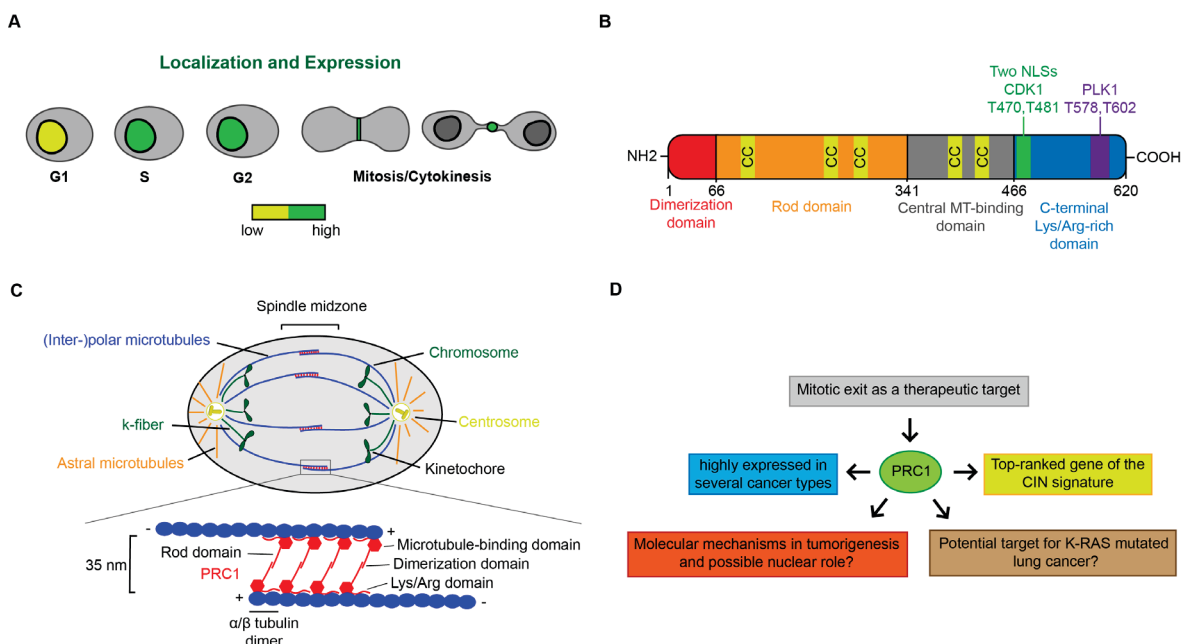 A
Localization and Expression
G1
S
G2
Mitosis/Cytokinesis
low
high
B
Two NLSs
CDK1
T470,T481
PLK1
T578,T602
NH2
CC
CC
CC
CC
CC
COOH
1
66
341
466
620
Dimerization
domain
Rod domain
Central MT-binding
domain
C-terminal
Lys/Arg-rich
domain
C
Spindle midzone
(Inter-)polar microtubules
Chromosome
k-fiber
Centrosome
Astral microtubules
Kinetochore
-
+
35 nm
Rod domain
PRC1
Microtubule-binding domain
Dimerization domain
Lys/Arg domain
+
-
α/β tubulin
dimer
D
Mitotic exit as a therapeutic target
highly expressed in
several cancer types
PRC1
Top-ranked gene of the
CIN signature
Molecular mechanisms in tumorigenesis
and possible nuclear role?
Potential target for K-RAS mutated
lung cancer?